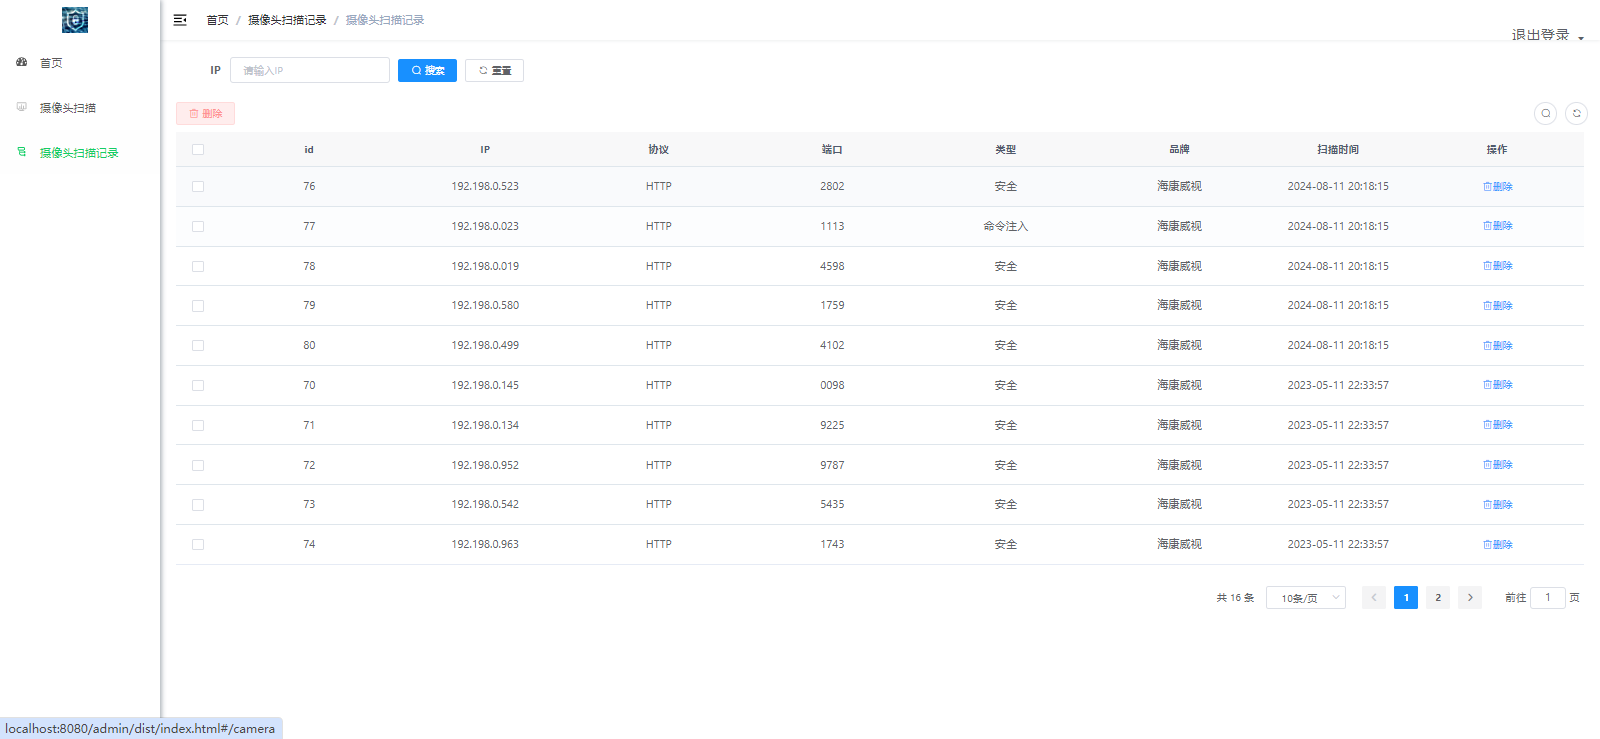 首页 / 摄像头扫描记录 / 摄像头扫描记录
退出登录
首页
摄像头扫描
摄像头扫描记录
IP 请输入IP 搜索 重置
删除
id IP 协议 端口 类型 品牌 扫描时间 操作
76 192.198.0.523 HTTP 2802 安全 海康威视 2024-08-11 20:18:15 删除
77 192.198.0.023 HTTP 1113 命令注入 海康威视 2024-08-11 20:18:15 删除
78 192.198.0.019 HTTP 4598 安全 海康威视 2024-08-11 20:18:15 删除
79 192.198.0.580 HTTP 1759 安全 海康威视 2024-08-11 20:18:15 删除
80 192.198.0.499 HTTP 4102 安全 海康威视 2024-08-11 20:18:15 删除
70 192.198.0.145 HTTP 0098 安全 海康威视 2023-05-11 22:33:57 删除
71 192.198.0.134 HTTP 9225 安全 海康威视 2023-05-11 22:33:57 删除
72 192.198.0.952 HTTP 9787 安全 海康威视 2023-05-11 22:33:57 删除
73 192.198.0.542 HTTP 5435 安全 海康威视 2023-05-11 22:33:57 删除
74 192.198.0.963 HTTP 1743 安全 海康威视 2023-05-11 22:33:57 删除
共 16 条 10条/页 1 2 前往 1 页
localhost:8080/admin/dist/index.html#/camera